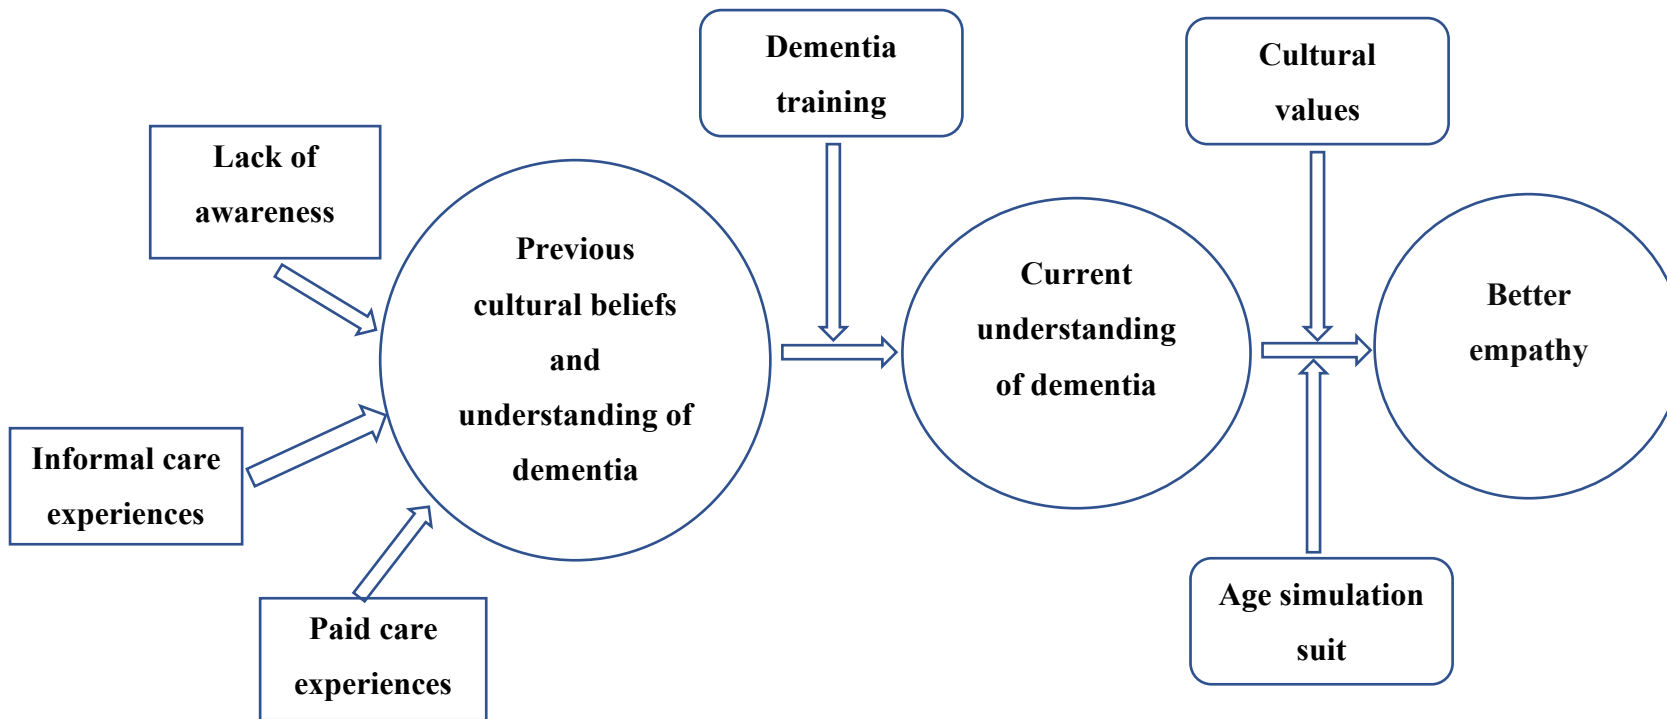 Dementia
training
Cultural
values
Lack of
awareness
Previous
cultural beliefs
and
understanding of
dementia
Current
understanding
of dementia
Better
empathy
Informal care
experiences
Paid care
experiences
Age simulation
suit